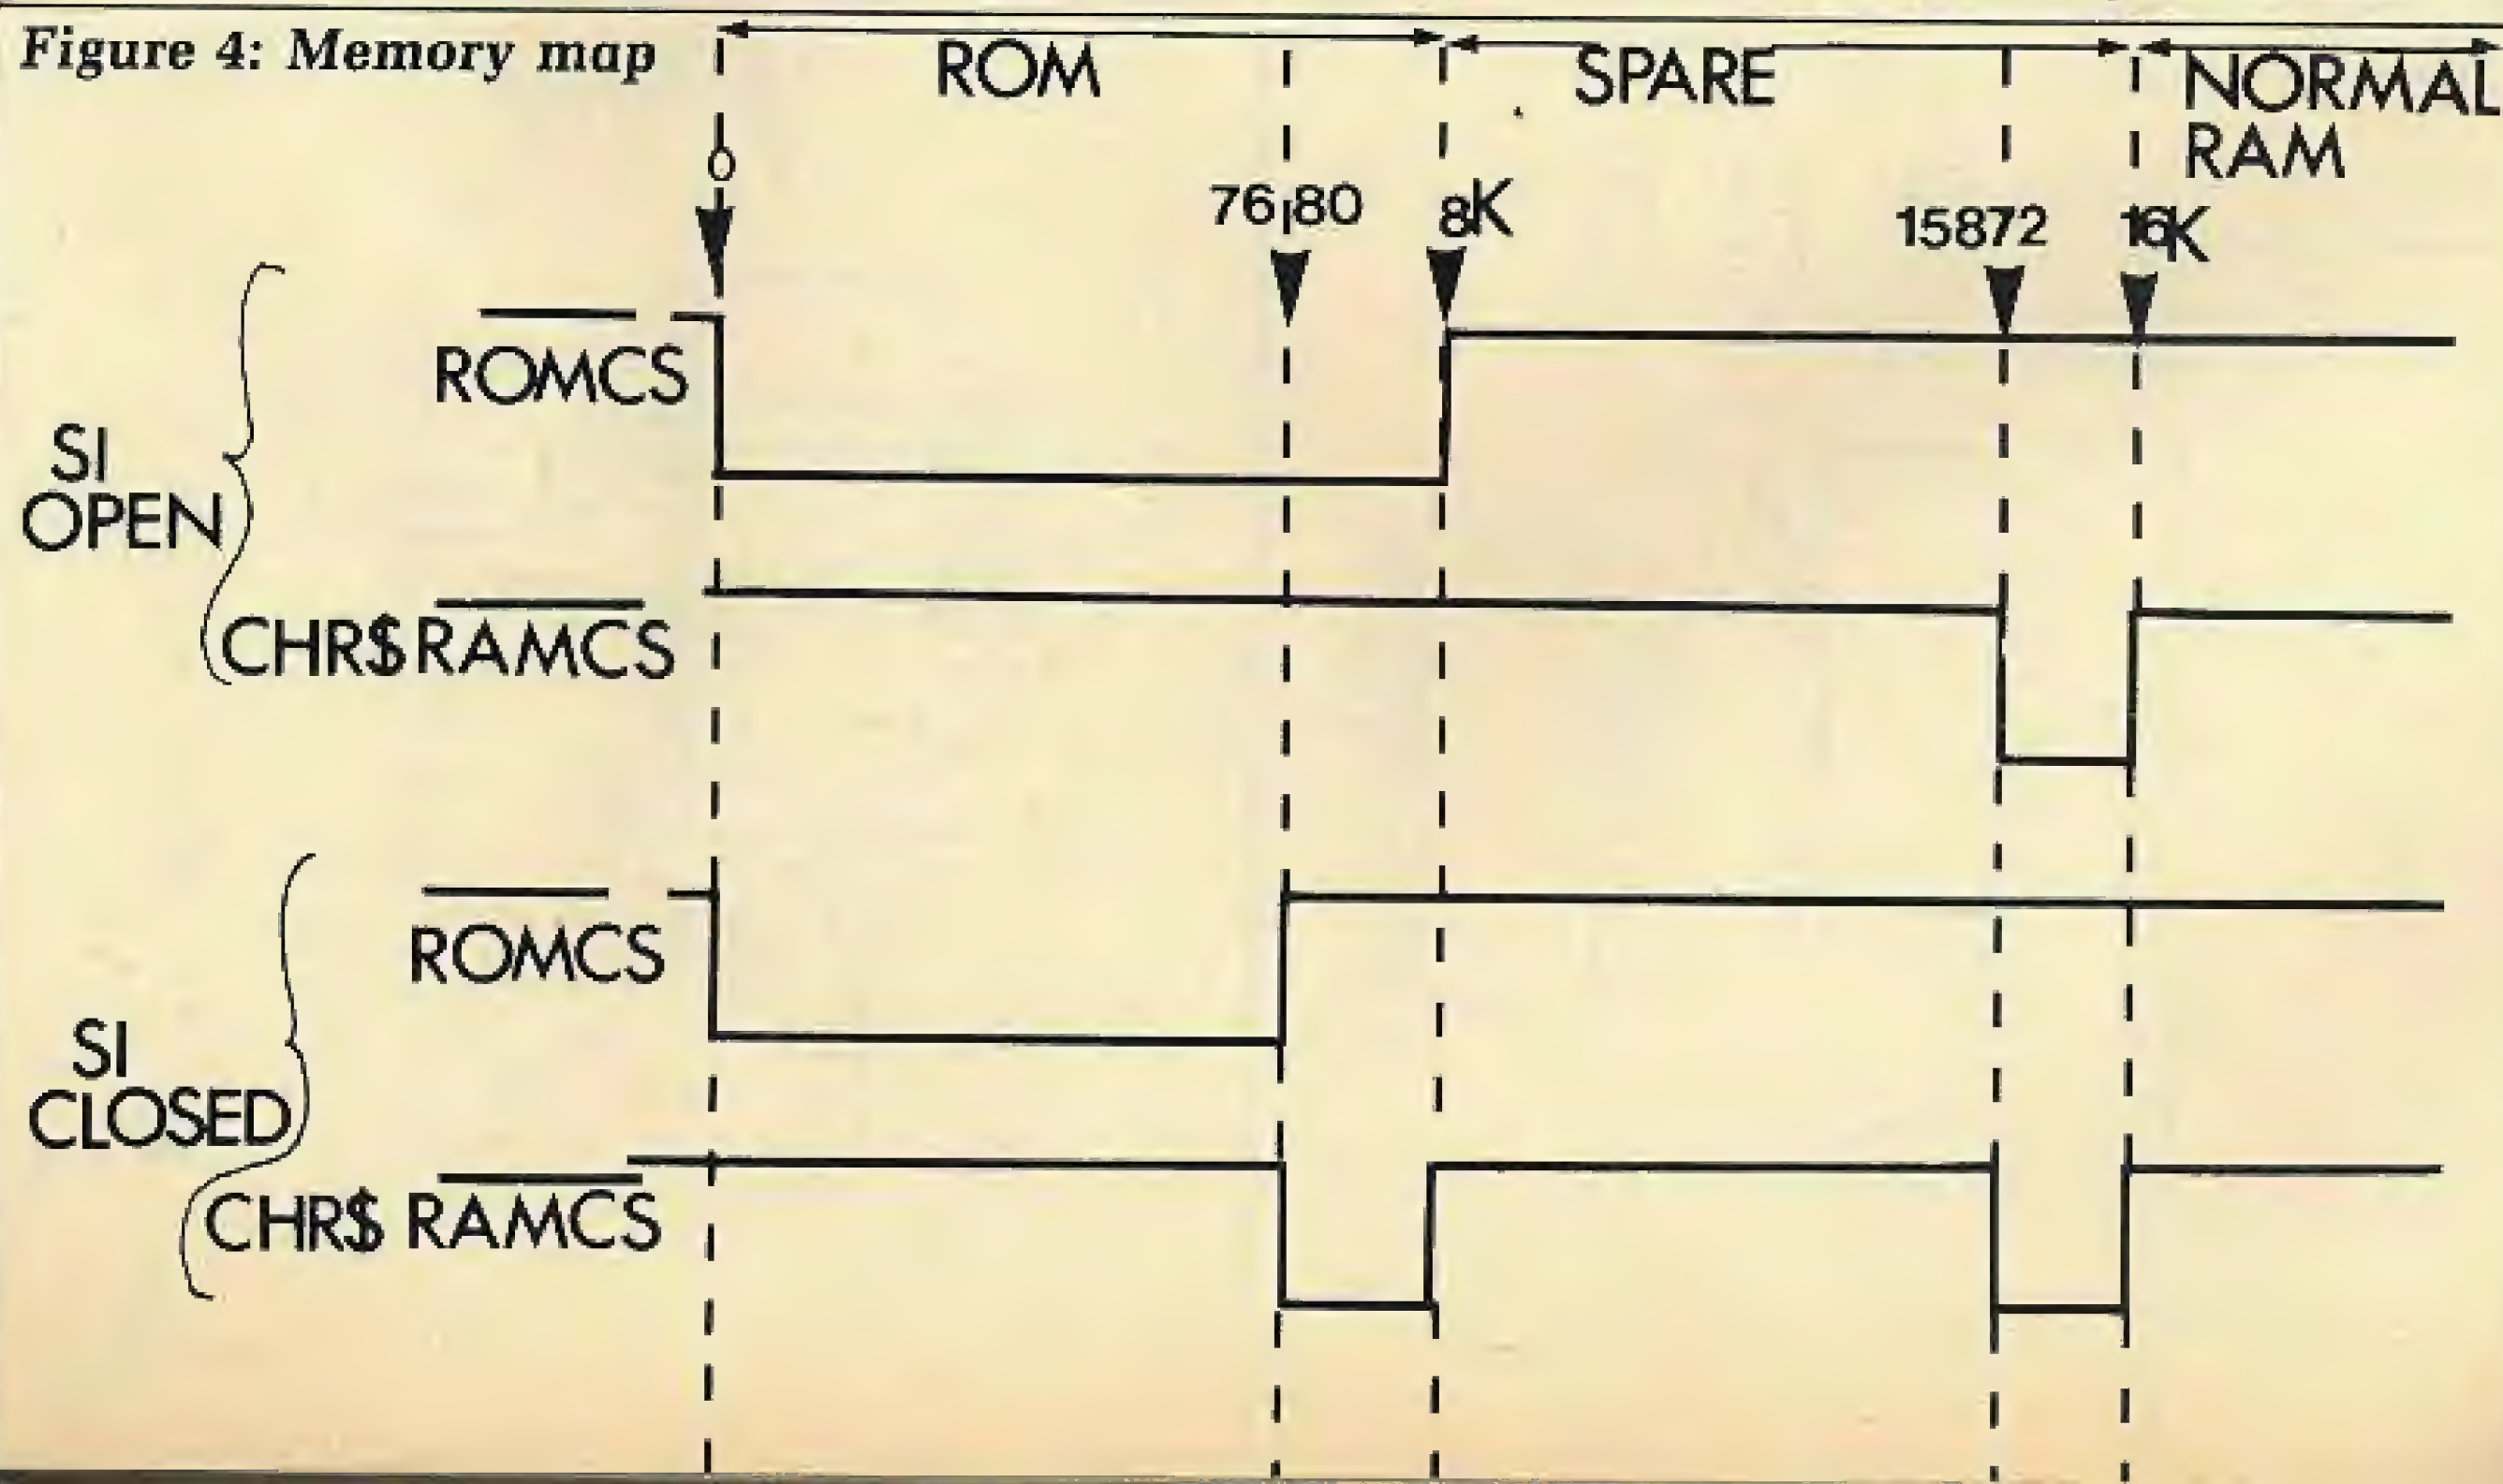 Figure 4: Memory map
ROM
SPARE
NORMAL
RAM
0
7680
8K
15872
16K
SI
OPEN
ROMCS
CHR$ RAMCS
SI
CLOSED
ROMCS
CHR$ RAMCS